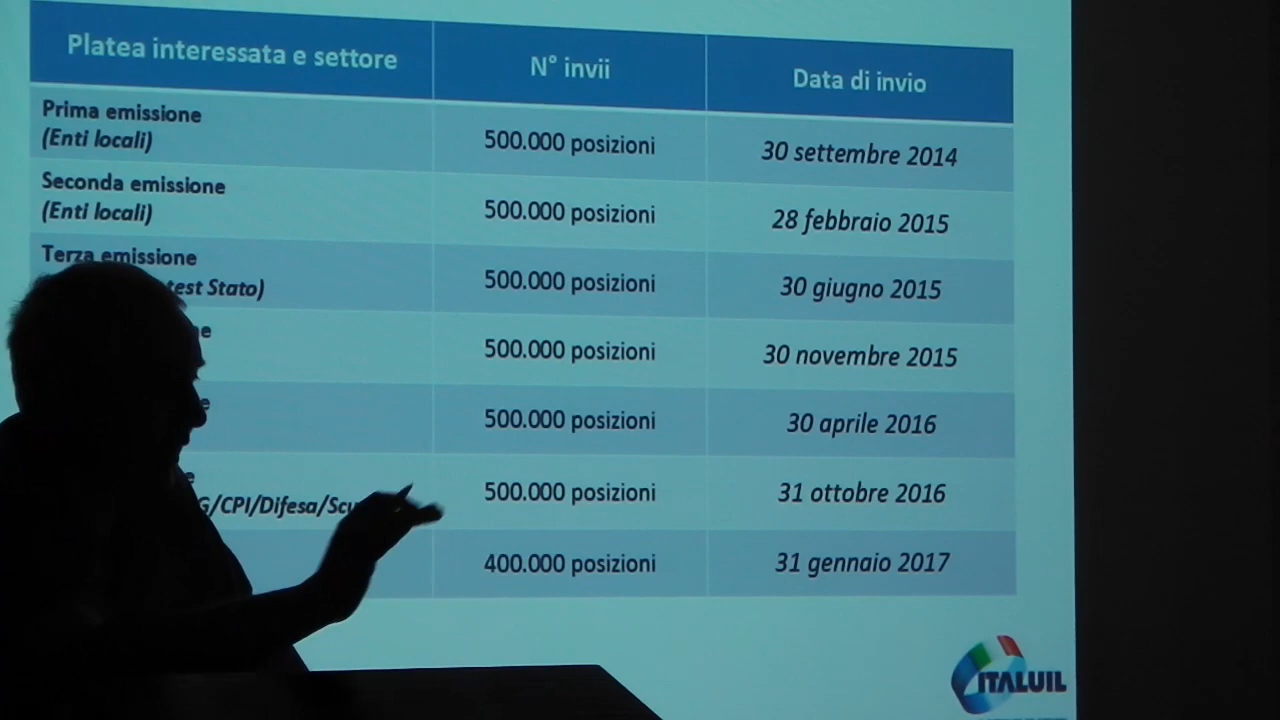 Platea interessata e settore
N° invii
Data di invio
Prima emissione
(Enti locali)
500.000 posizioni
30 settembre 2014
Seconda emissione
(Enti locali)
500.000 posizioni
28 febbraio 2015
Terza emissione
Stato)
500.000 posizioni
30 giugno 2015
500.000 posizioni
30 novembre 2015
500.000 posizioni
30 aprile 2016
/CPI/Difesa/
500.000 posizioni
31 ottobre 2016
400.000 posizioni
31 gennaio 2017
ITALUIL